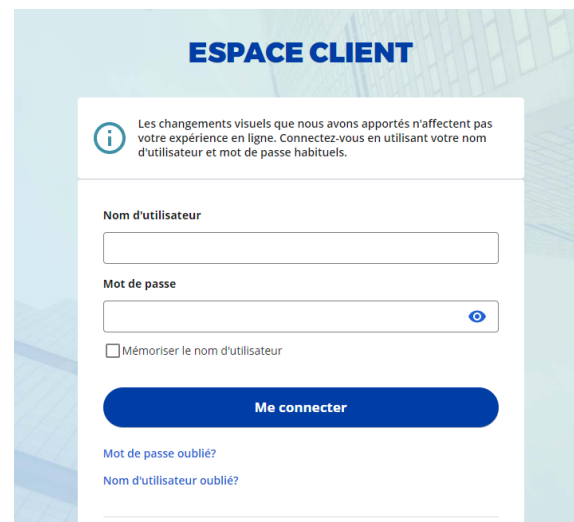 ESPACE CLIENT
Les changements visuels que nous avons apportés n'affectent pas
votre expérience en ligne. Connectez-vous en utilisant votre nom
d'utilisateur et mot de passe habituels.
Nom d'utilisateur
Mot de passe
Mémoriser le nom d'utilisateur
Me connecter
Mot de passe oublié?
Nom d'utilisateur oublié?